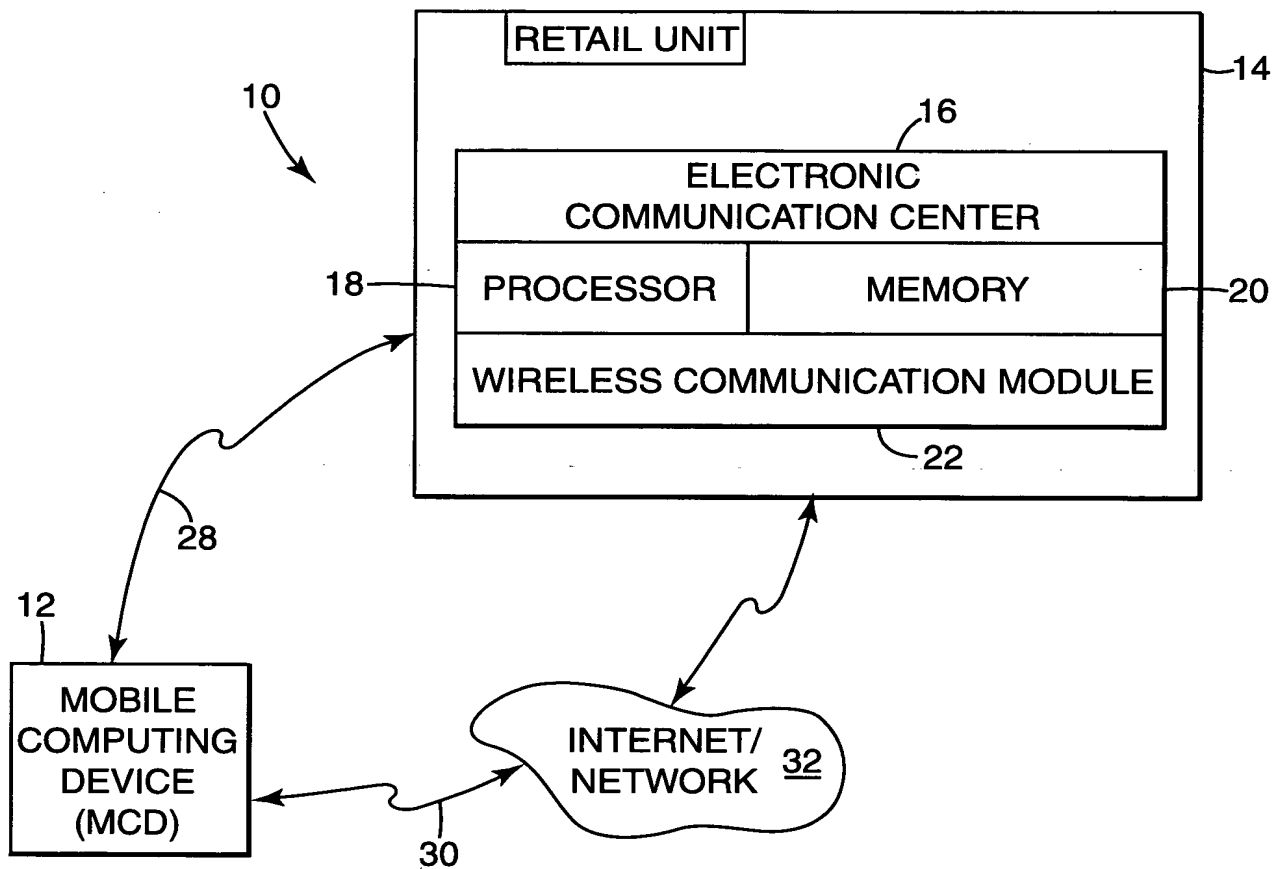 RETAIL UNIT
14
10
16
ELECTRONIC
COMMUNICATION CENTER
18
PROCESSOR
MEMORY
20
WIRELESS COMMUNICATION MODULE
22
28
12
MOBILE
COMPUTING
DEVICE
(MCD)
INTERNET/
NETWORK
32
30